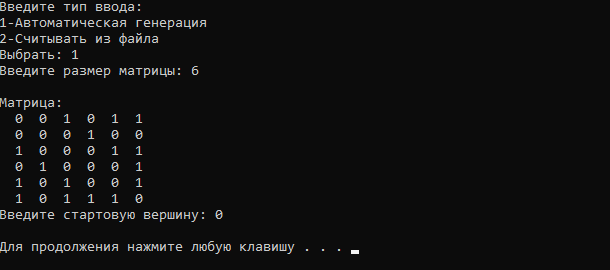 Введите тип ввода:
1-Автоматическая генерация
2-Считывать из файла
Выбрать: 1
Введите размер матрицы: 6
Матрица:
0 0 1 0 1 1
0 0 0 1 0 0
1 0 0 0 1 1
0 1 0 0 0 1
1 0 1 0 0 1
1 0 1 1 1 0
Введите стартовую вершину: 0
Для продолжения нажмите любую клавишу . . .